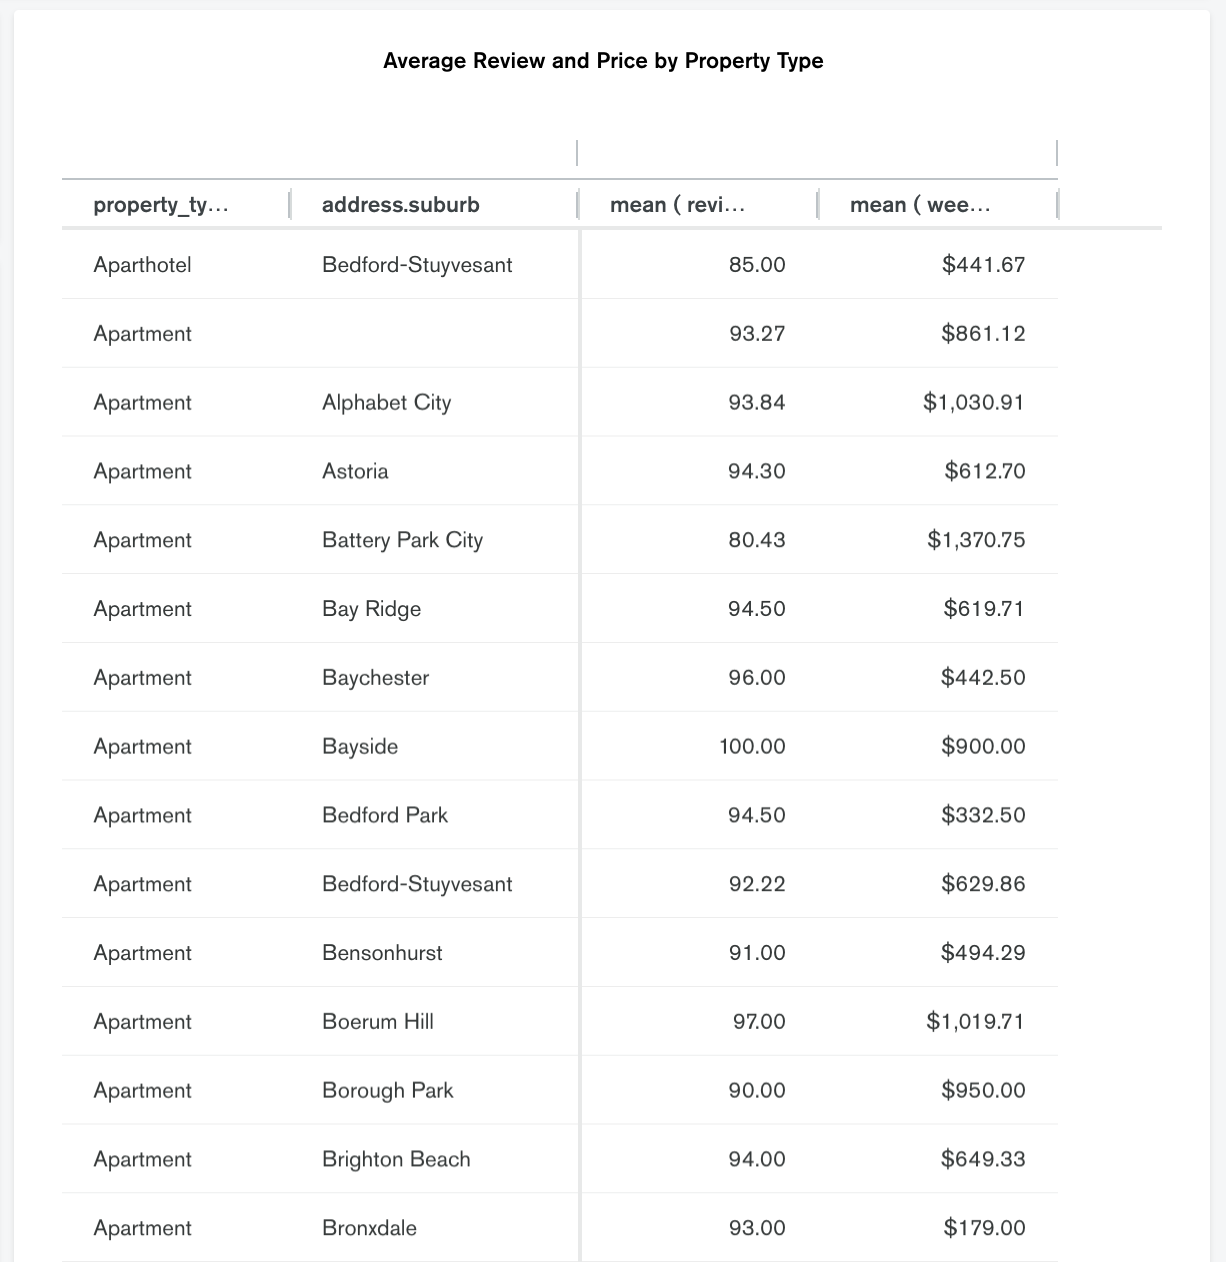 Average Review and Price by Property Type
property_ty... address.suburb mean ( revi... mean ( wee...
Aparthotel Bedford-Stuyvesant 85.00 $441.67
Apartment 93.27 $861.12
Apartment Alphabet City 93.84 $1,030.91
Apartment Astoria 94.30 $612.70
Apartment Battery Park City 80.43 $1,370.75
Apartment Bay Ridge 94.50 $619.71
Apartment Baychester 96.00 $442.50
Apartment Bayside 100.00 $900.00
Apartment Bedford Park 94.50 $332.50
Apartment Bedford-Stuyvesant 92.22 $629.86
Apartment Bensonhurst 91.00 $494.29
Apartment Boerum Hill 97.00 $1,019.71
Apartment Borough Park 90.00 $950.00
Apartment Brighton Beach 94.00 $649.33
Apartment Bronxdale 93.00 $179.00